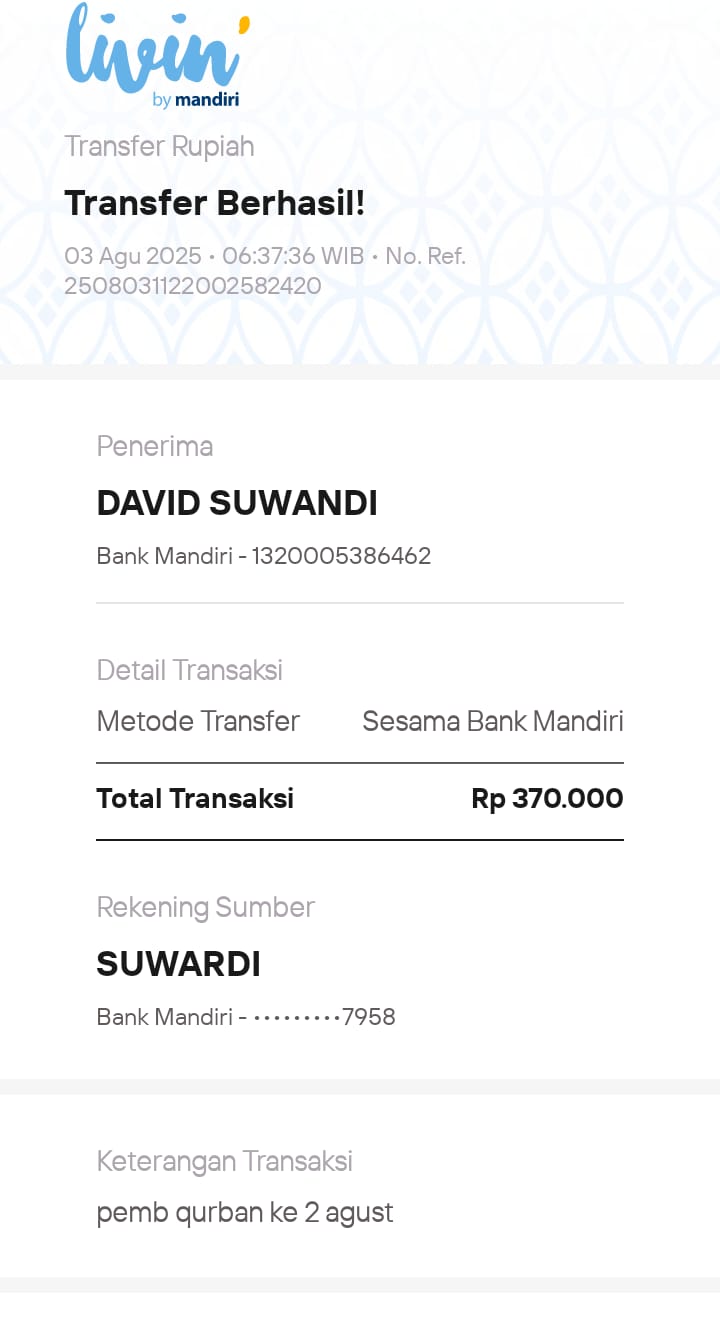 livin'
by mandiri
Transfer Rupiah
Transfer Berhasil!
03 Agu 2025 • 06:37:36 WIB • No. Ref.
2508031122002582420
Penerima
DAVID SUWANDI
Bank Mandiri - 1320005386462
Detail Transaksi
Metode Transfer Sesama Bank Mandiri
Total Transaksi Rp 370.000
Rekening Sumber
SUWARDI
Bank Mandiri - •••••••••7958
Keterangan Transaksi
pemb qurban ke 2 agust